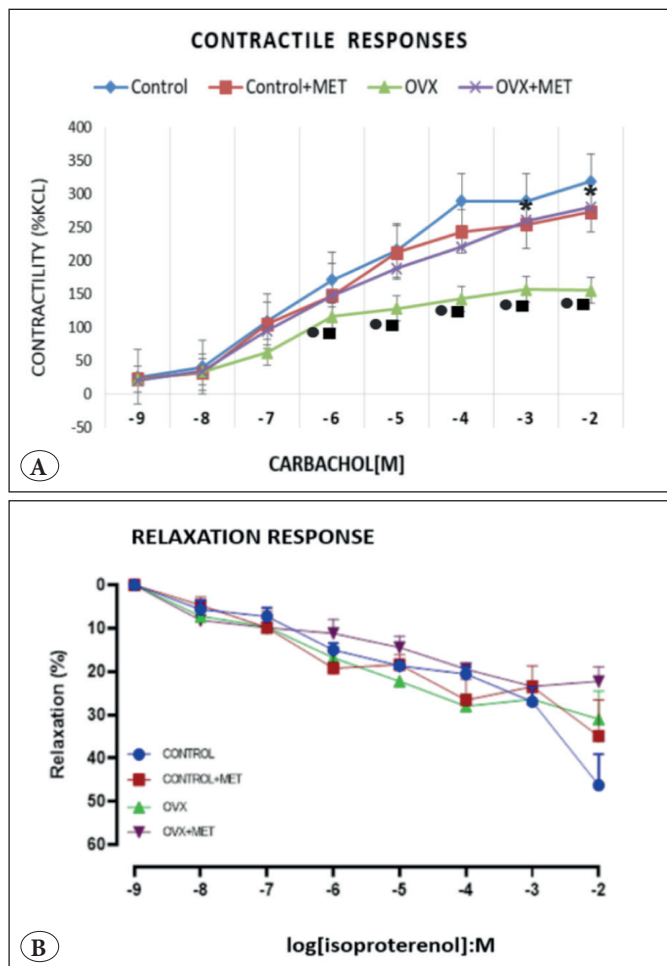 CONTRACTILE RESPONSES
Control Control+MET OVX OVX+MET
CONTRACTILITY (%KCL)
400
350
300
250
200
150
100
50
0
-50
* *
-9 -8 -7 -6 -5 -4 -3 -2
CARBACHOL[M]
A
RELAXATION RESPONSE
Relaxation (%)
0
10
20
30
40
50
60
CONTROL
CONTROL+MET
OVX
OVX+MET
-9 -8 -7 -6 -5 -4 -3 -2
log[isoproterenol]:M
B